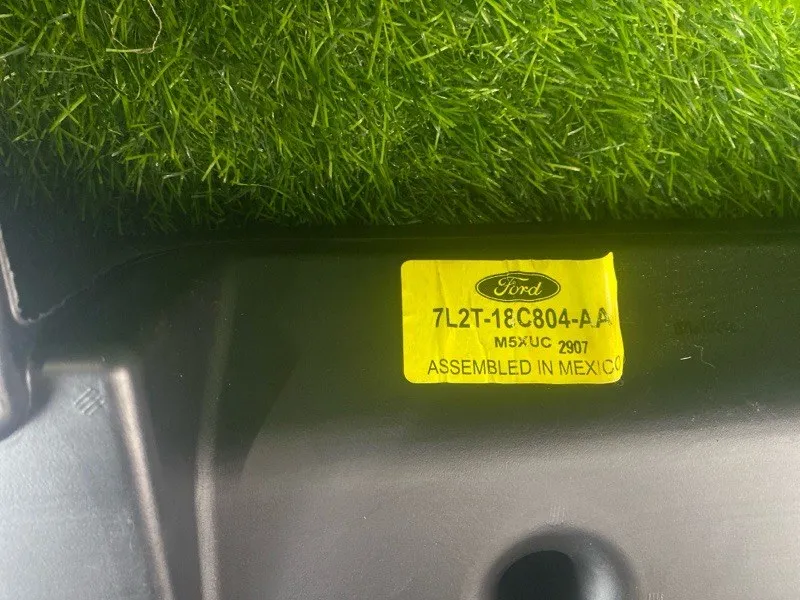 Ford
7L2T-18C804-AA
M5XUC 2907
ASSEMBLED IN MEXICO